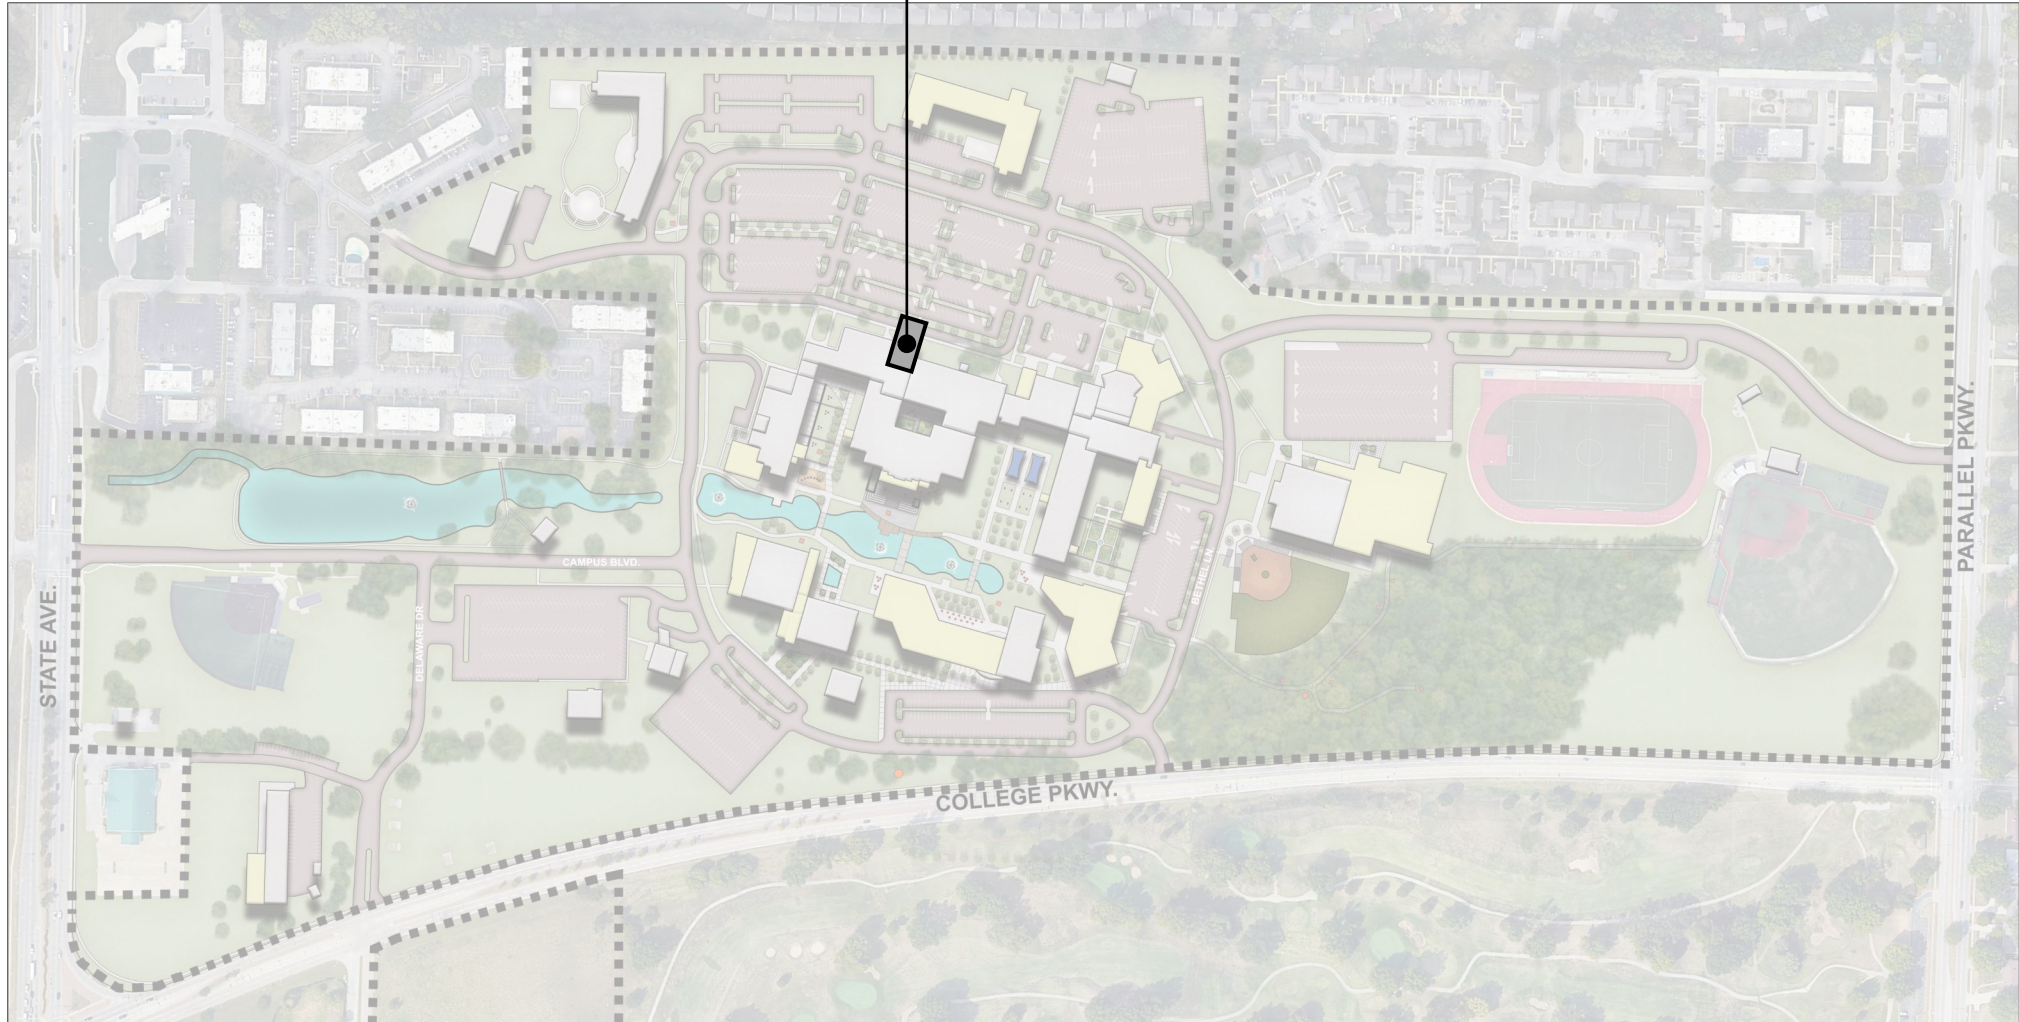 CAMPUS BLVD.
DELAWARE DR
BETHEL LN
STATE AVE.
PARALLEL PKWY.
COLLEGE PKWY.